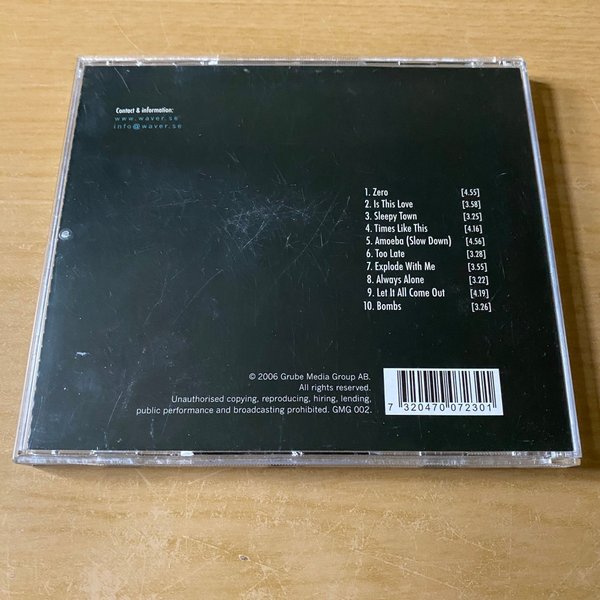 Contact & information:
www.waver.se
info@waver.se
1. Zero [4.55]
2. Is This Love [3.58]
3. Sleepy Town [3.25]
4. Times Like This [4.16]
5. Amoeba (Slow Down) [4.56]
6. Too Late [3.28]
7. Explode With Me [3.55]
8. Always Alone [3.22]
9. Let It All Come Out [4.19]
10. Bombs [3.26]
© 2006 Grube Media Group AB.
All rights reserved.
Unauthorised copying, reproducing, hiring, lending,
public performance and broadcasting prohibited. GMG 002.
7 320470 072301